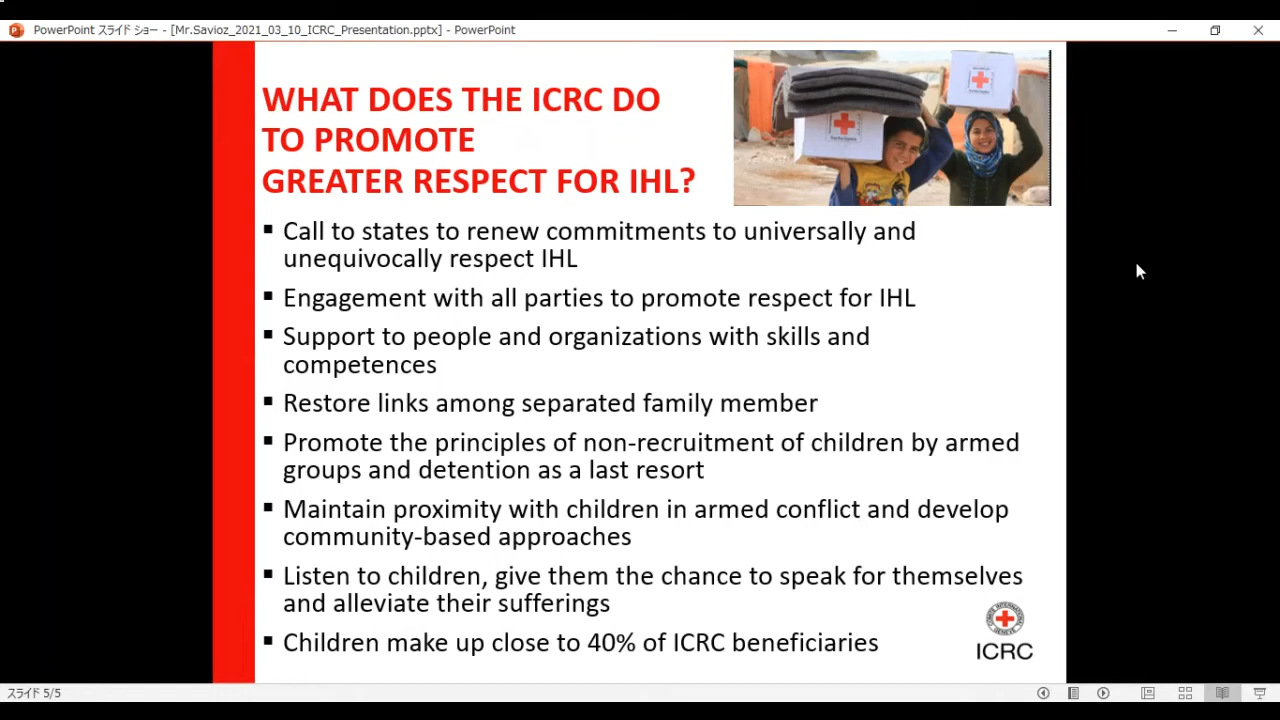 PowerPoint スライド ショー - [Mr.Savioz_2021_03_10_ICRC_Presentation.pptx] - PowerPoint
WHAT DOES THE ICRC DO
TO PROMOTE
GREATER RESPECT FOR IHL?
▪ Call to states to renew commitments to universally and
unequivocally respect IHL
▪ Engagement with all parties to promote respect for IHL
▪ Support to people and organizations with skills and
competences
▪ Restore links among separated family member
▪ Promote the principles of non-recruitment of children by armed
groups and detention as a last resort
▪ Maintain proximity with children in armed conflict and develop
community-based approaches
▪ Listen to children, give them the chance to speak for themselves
and alleviate their sufferings
▪ Children make up close to 40% of ICRC beneficiaries
COMITE INTERNATIONAL
GENEVE
ICRC
スライド 5/5